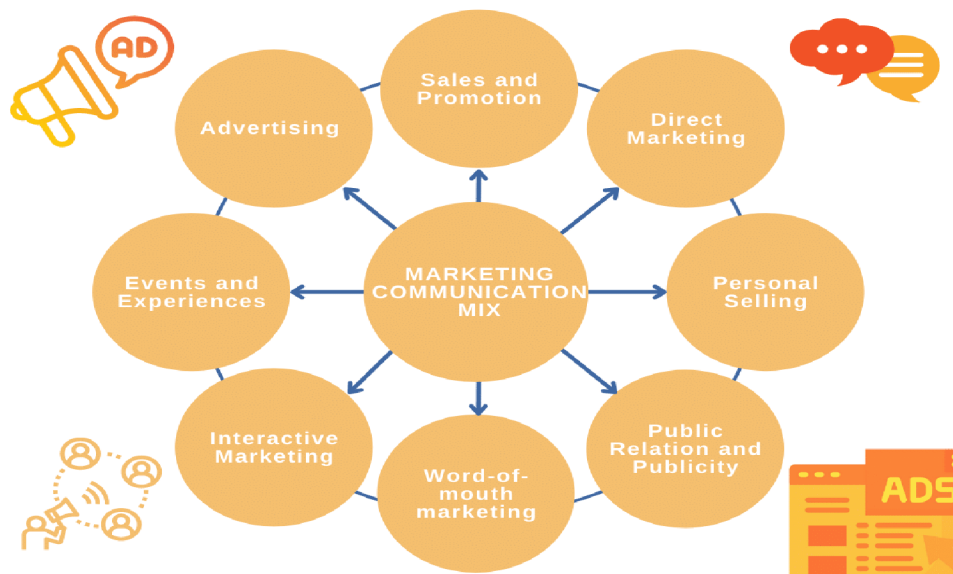 AD
Sales and
Promotion
Advertising
Direct
Marketing
Events and
Experiences
MARKETING
COMMUNICATION
MIX
Personal
Selling
Interactive
Marketing
Word-of-
mouth
marketing
Public
Relation and
Publicity
ADS